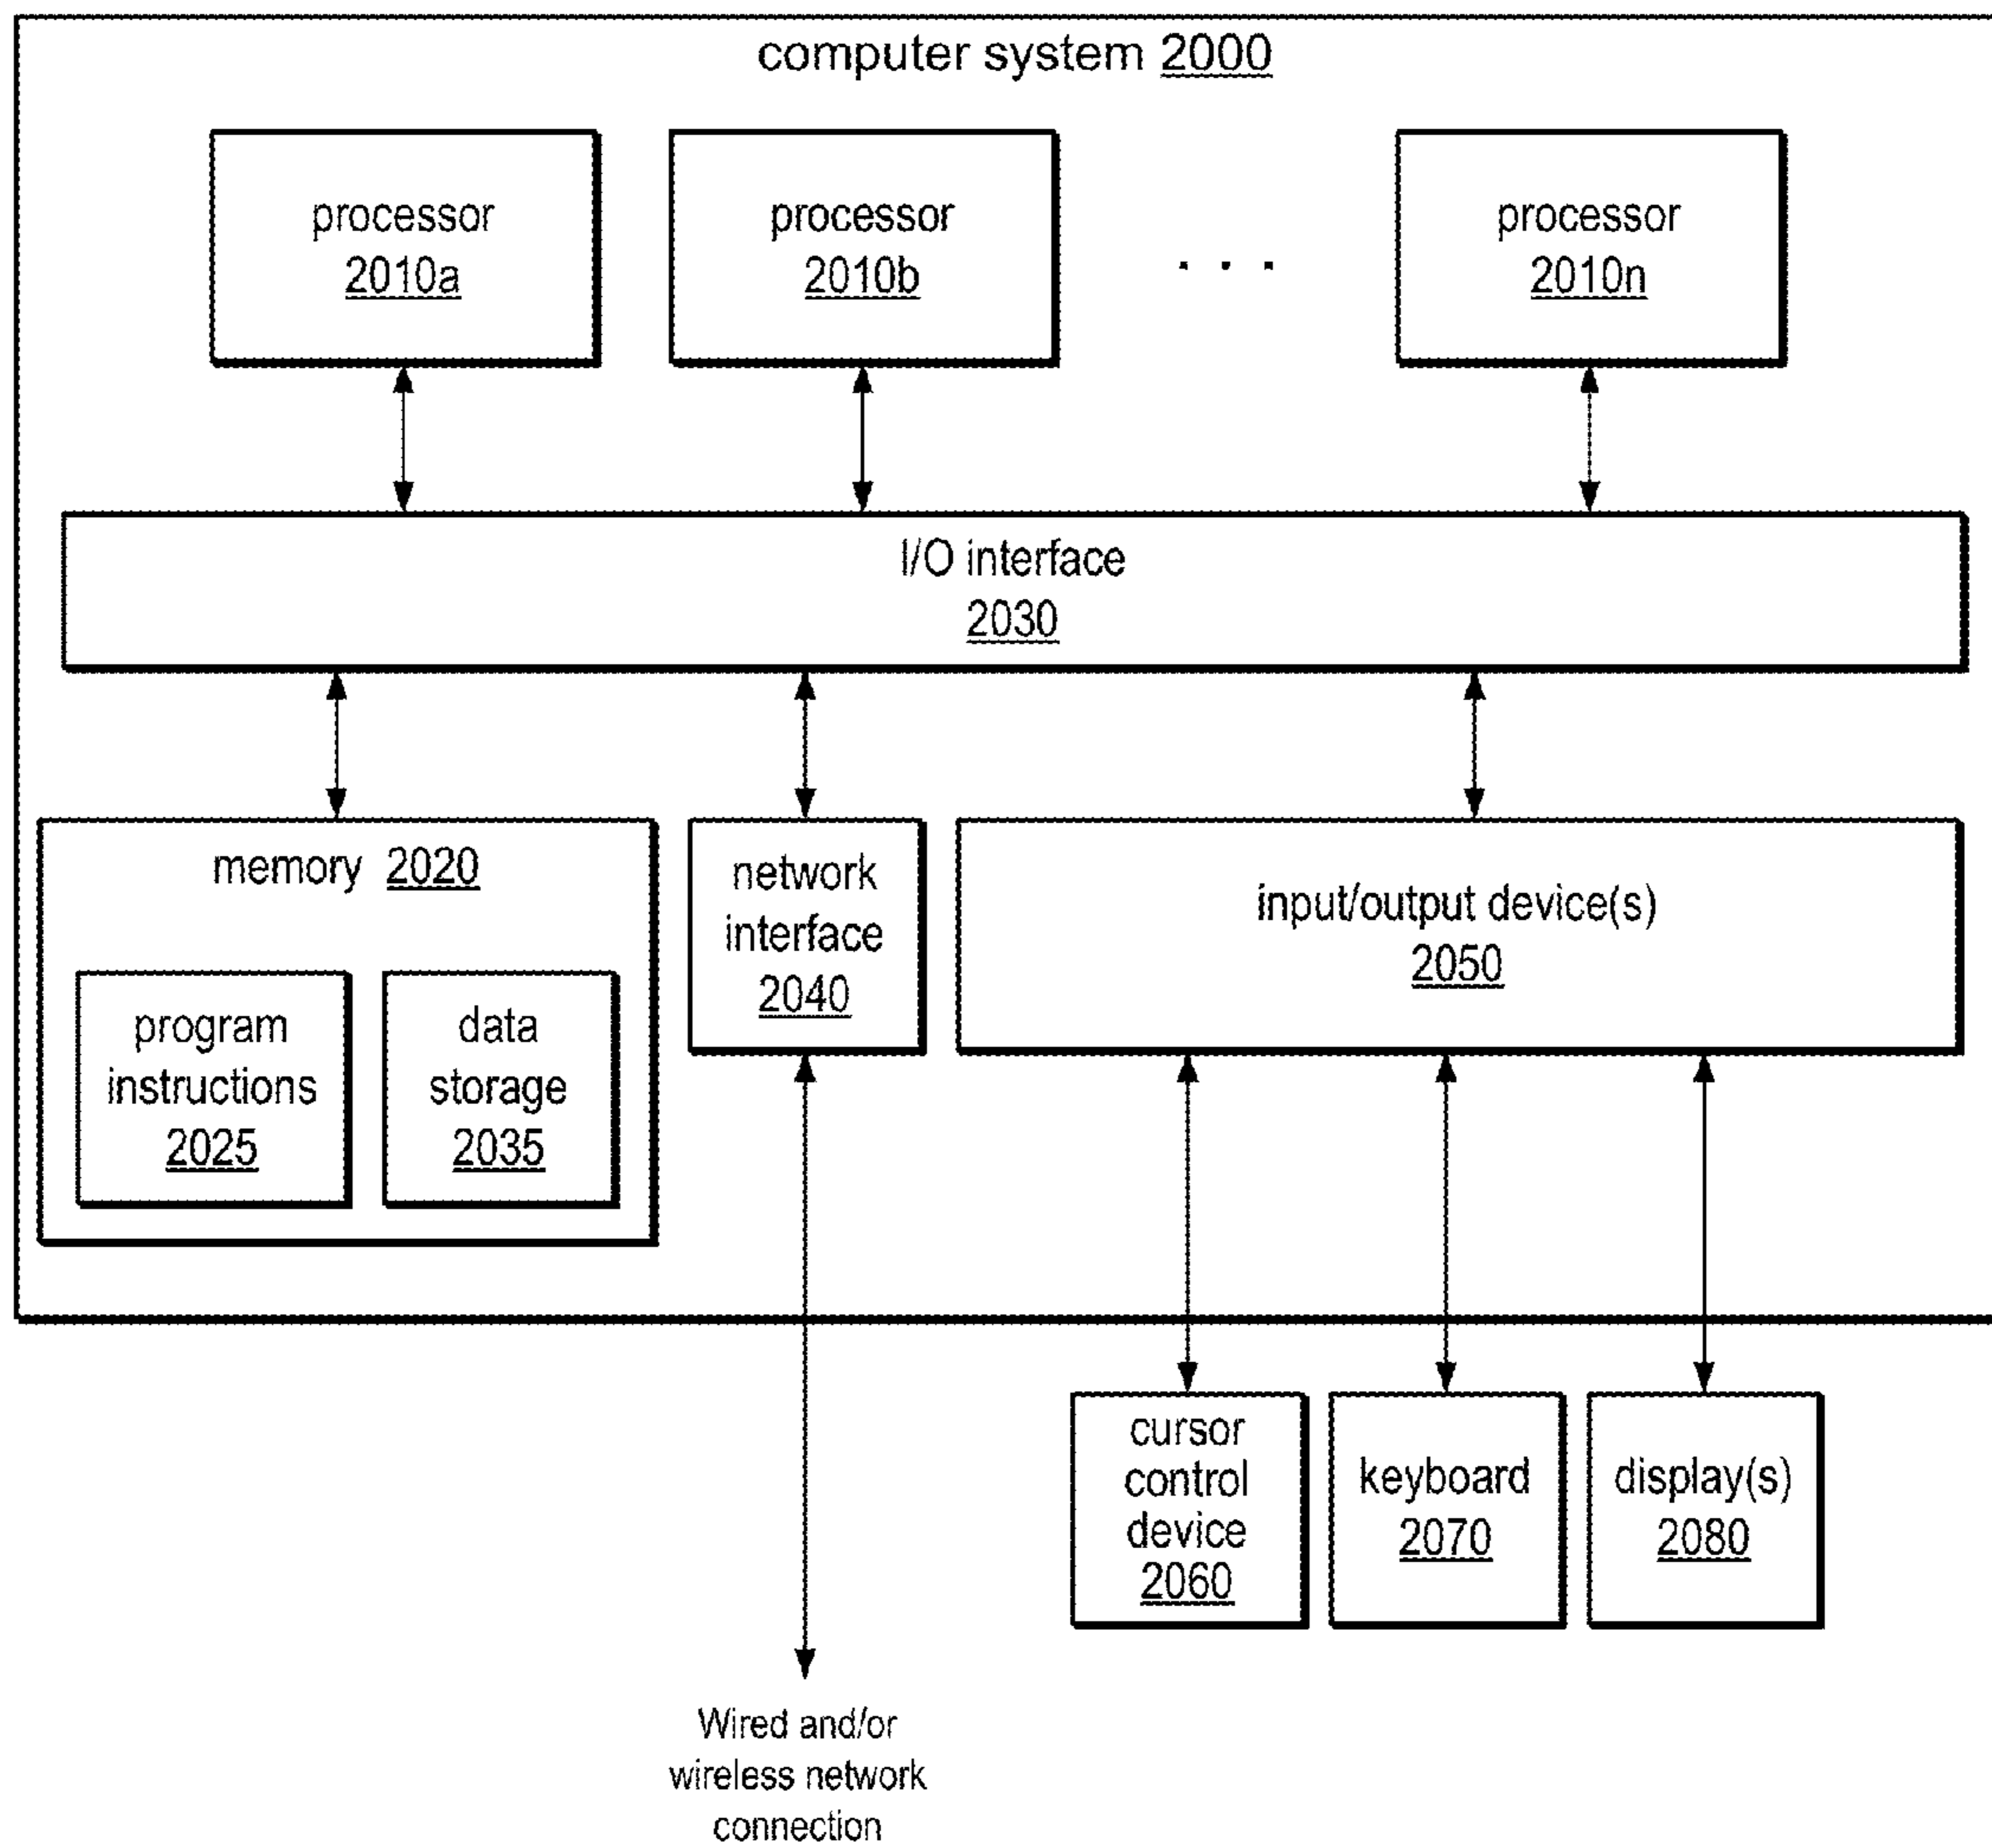 computer system 2000
processor
2010a
processor
2010b
. . .
processor
2010n
I/O interface
2030
memory 2020
program
instructions
2025
data
storage
2035
network
interface
2040
input/output device(s)
2050
cursor
control
device
2060
keyboard
2070
display(s)
2080
Wired and/or
wireless network
connection